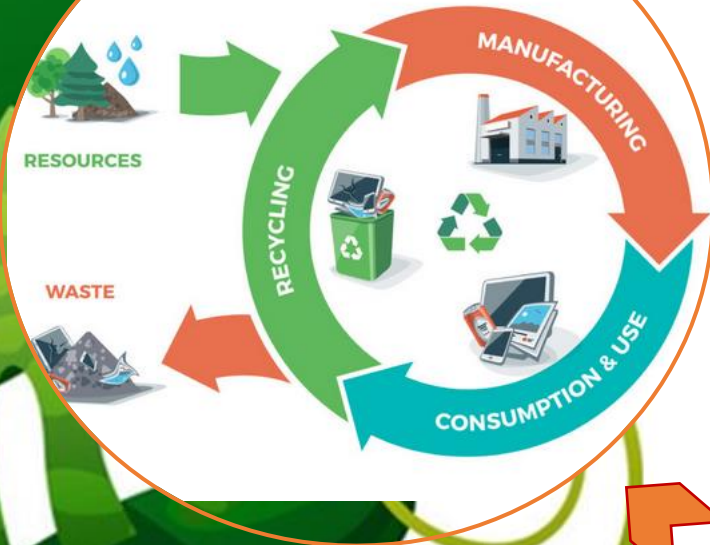 RESOURCES
WASTE
RECYCLING
MANUFACTURING
CONSUMPTION & USE